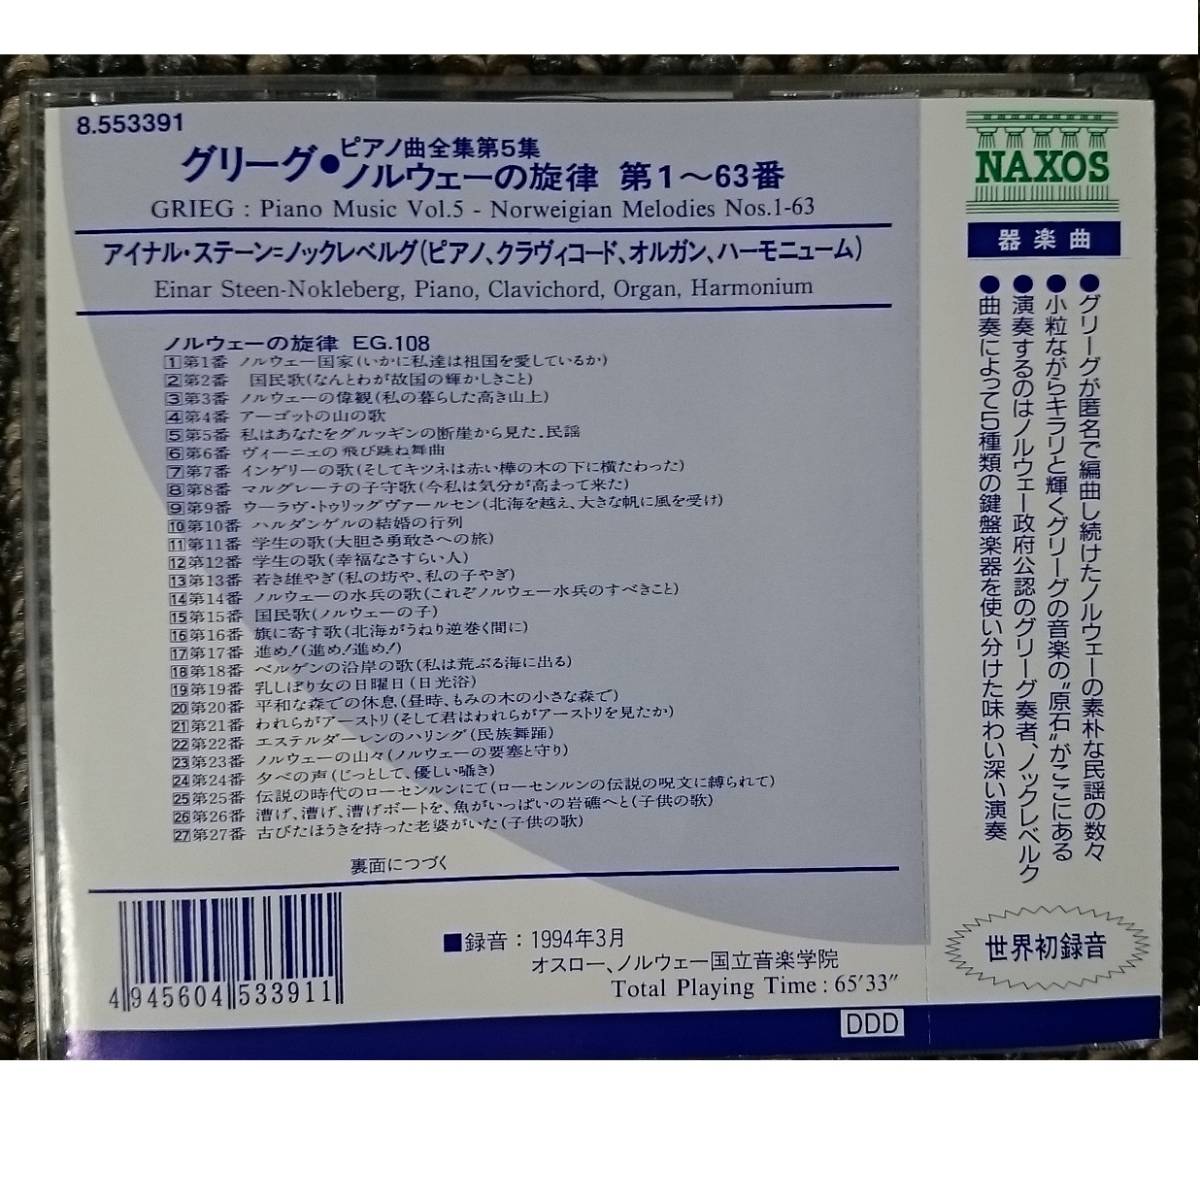 8.553391
グリーグ●ピアノ曲全集第5集
ノルウェーの旋律 第1〜63番
GRIEG : Piano Music Vol.5 - Norweigian Melodies Nos.1-63
アイナル・ステーン=ノックレベルグ(ピアノ、クラヴィコード、オルガン、ハーモニューム)
Einar Steen-Nokleberg, Piano, Clavichord, Organ, Harmonium
ノルウェーの旋律 EG.108
1 第1番 ノルウェー国家(いかに私達は祖国を愛しているか)
2 第2番 国民歌(なんとわが故国の輝かしきこと)
3 第3番 ノルウェーの偉観(私の暮らした高き山上)
4 第4番 アーゴットの山の歌
5 第5番 私はあなたをグルッギンの断崖から見た.民謡
6 第6番 ヴィーニェの飛び跳ね舞曲
7 第7番 インゲリーの歌(そしてキツネは赤い樺の木の下に横たわった)
8 第8番 マルグレーテの子守歌(今私は気分が高まって来た)
9 第9番 ウーラヴ・トゥリッグヴァールセン(北海を越え、大きな帆に風を受け)
10 第10番 ハルダンゲルの結婚の行列
11 第11番 学生の歌(大胆さ勇敢さへの旅)
12 第12番 学生の歌(幸福なさすらい人)
13 第13番 若き雄やぎ(私の坊や、私の子やぎ)
14 第14番 ノルウェーの水兵の歌(これぞノルウェー水兵のすべきこと)
15 第15番 国民歌(ノルウェーの子)
16 第16番 旗に寄す歌(北海がうねり逆巻く間に)
17 第17番 進め!(進め!進め!)
18 第18番 ベルゲンの沿岸の歌(私は荒ぶる海に出る)
19 第19番 乳しぼり女の日曜日(日光浴)
20 第20番 平和な森での休息(昼時、もみの木の小さな森で)
21 第21番 われらがアーストリ(そして君はわれらがアーストリを見たか)
22 第22番 エステルダーレンのハリング(民族舞踊)
23 第23番 ノルウェーの山々(ノルウェーの要塞と守り)
24 第24番 夕べの声(じっとして、優しい囁き)
25 第25番 伝説の時代のローセンルンにて(ローセンルンの伝説の呪文に縛られて)
26 第26番 漕げ、漕げ、漕げボートを、魚がいっぱいの岩礁へと(子供の歌)
27 第27番 古びたほうきを持った老婆がいた(子供の歌)
裏面につづく
4 945604 533911
■録音:1994年3月
オスロー、ノルウェー国立音楽学院
Total Playing Time : 65'33"
DDD
NAXOS
器楽曲
●グリーグが匿名で編曲し続けたノルウェーの素朴な民謡の数々
●小粒ながらキラリと輝くグリーグの音楽の"原石"がここにある
●演奏するのはノルウェー政府公認のグリーグ奏者、ノックレベルク
●曲奏によって5種類の鍵盤楽器を使い分けた味わい深い演奏
世界初録音